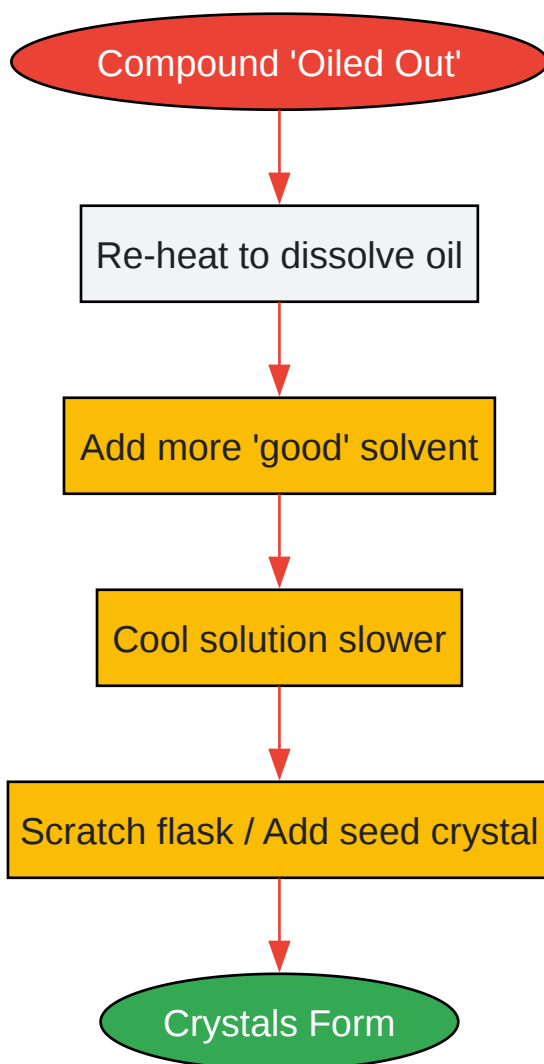 Compound 'Oiled Out'
Re-heat to dissolve oil
Add more 'good' solvent
Cool solution slower
Scratch flask / Add seed crystal
Crystals Form